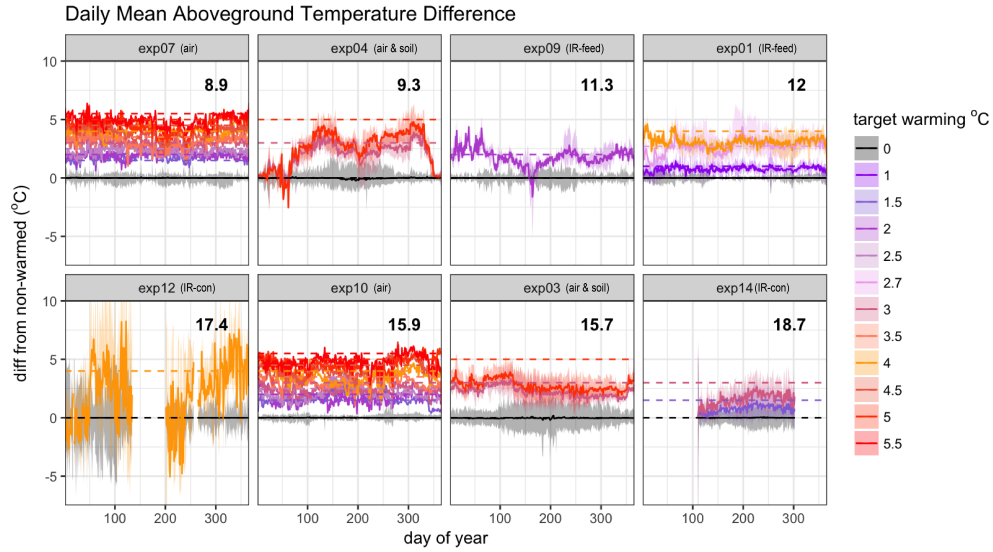 Daily Mean Aboveground Temperature Difference
exp07 (air)
exp04 (air & soil)
exp09 (IR-feed)
exp01 (IR-feed)
8.9
9.3
11.3
12
10
5
0
-5
exp12 (IR-con)
exp10 (air)
exp03 (air & soil)
exp14(IR-con)
17.4
15.9
15.7
18.7
10
5
0
-5
100 200 300
100 200 300
100 200 300
100 200 300
day of year
diff from non-warmed (°C)
target warming °C
0
1
1.5
2
2.5
2.7
3
3.5
4
4.5
5
5.5